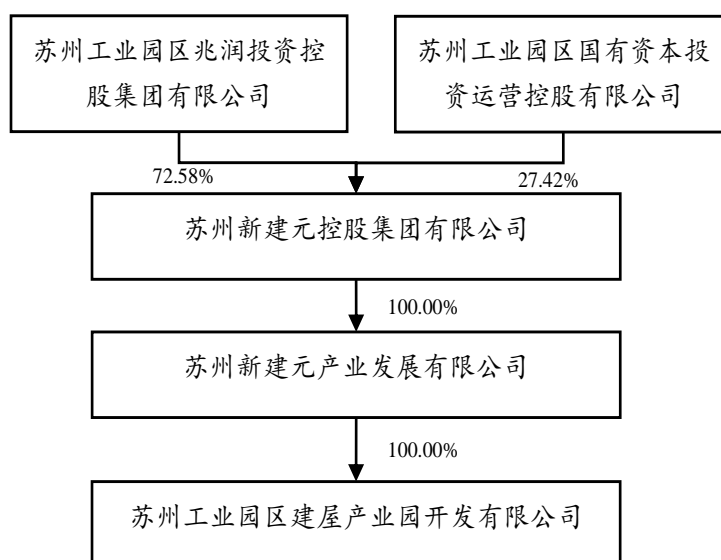 苏州工业园区兆润投资控
股集团有限公司
苏州工业园区国有资本投
资运营控股有限公司
72.58%
27.42%
苏州新建元控股集团有限公司
100.00%
苏州新建元产业发展有限公司
100.00%
苏州工业园区建屋产业园开发有限公司